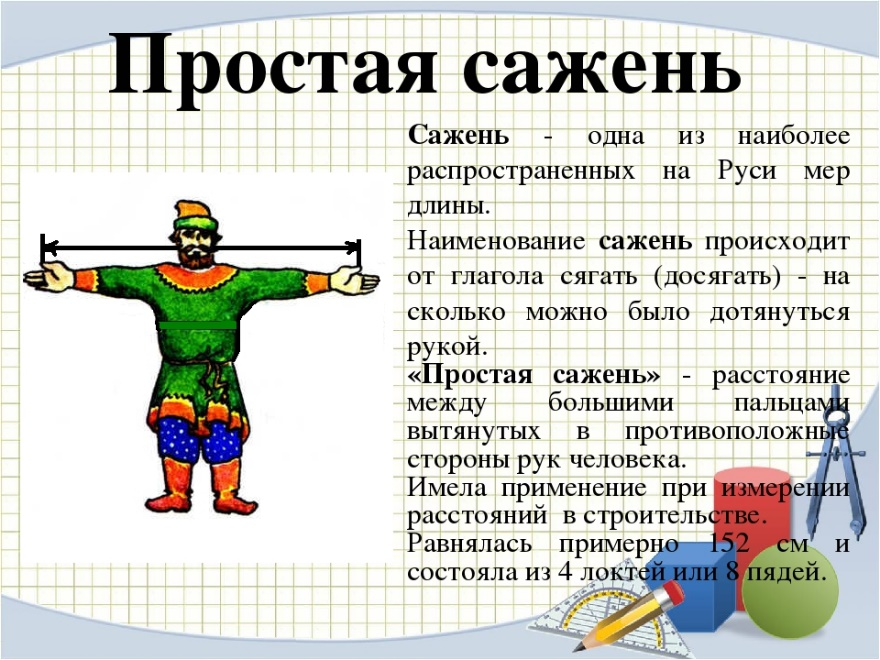 Простая сажень
Сажень - одна из наиболее
распространенных на Руси мер
длины.
Наименование сажень происходит
от глагола сягать (досягать) - на
сколько можно было дотянуться
рукой.
«Простая сажень» - расстояние
между большими пальцами
вытянутых в противоположные
стороны рук человека.
Имела применение при измерении
расстояний в строительстве.
Равнялась примерно 152 см и
состояла из 4 локтей или 8 пядей.